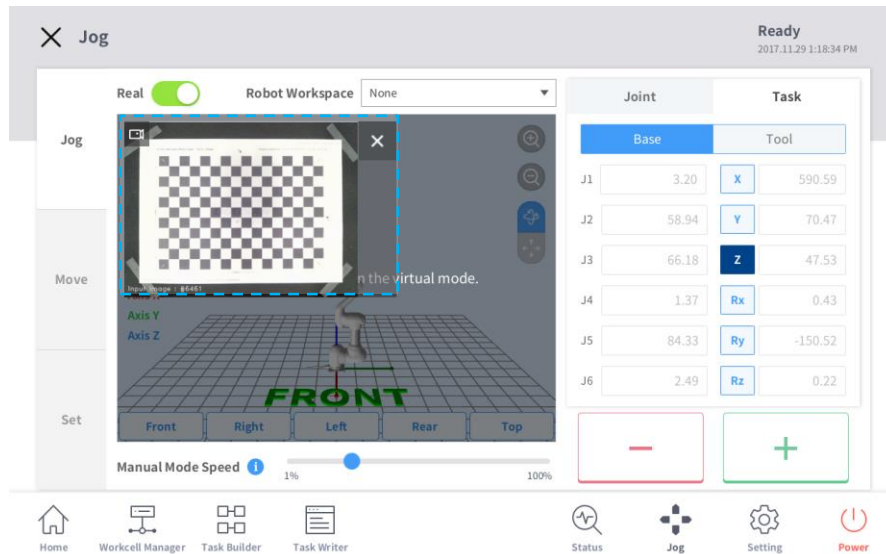 Jog
Ready
2017.11.29 1:18:34 PM
Real
Robot Workspace
None
Joint
Task
Jog
Base
Tool
J1
3.20
X
590.59
J2
58.94
Y
70.47
Move
n the virtual mode.
J3
66.18
Z
47.53
Input image : 86461
J4
1.37
Rx
0.43
Axis Y
Axis Z
J5
84.33
Ry
-150.52
J6
2.49
Rz
0.22
FRONT
Set
Front
Right
Left
Rear
Top
Manual Mode Speed
1%
100%
Home
Workcell Manager
Task Builder
Task Writer
Status
Jog
Setting
Power